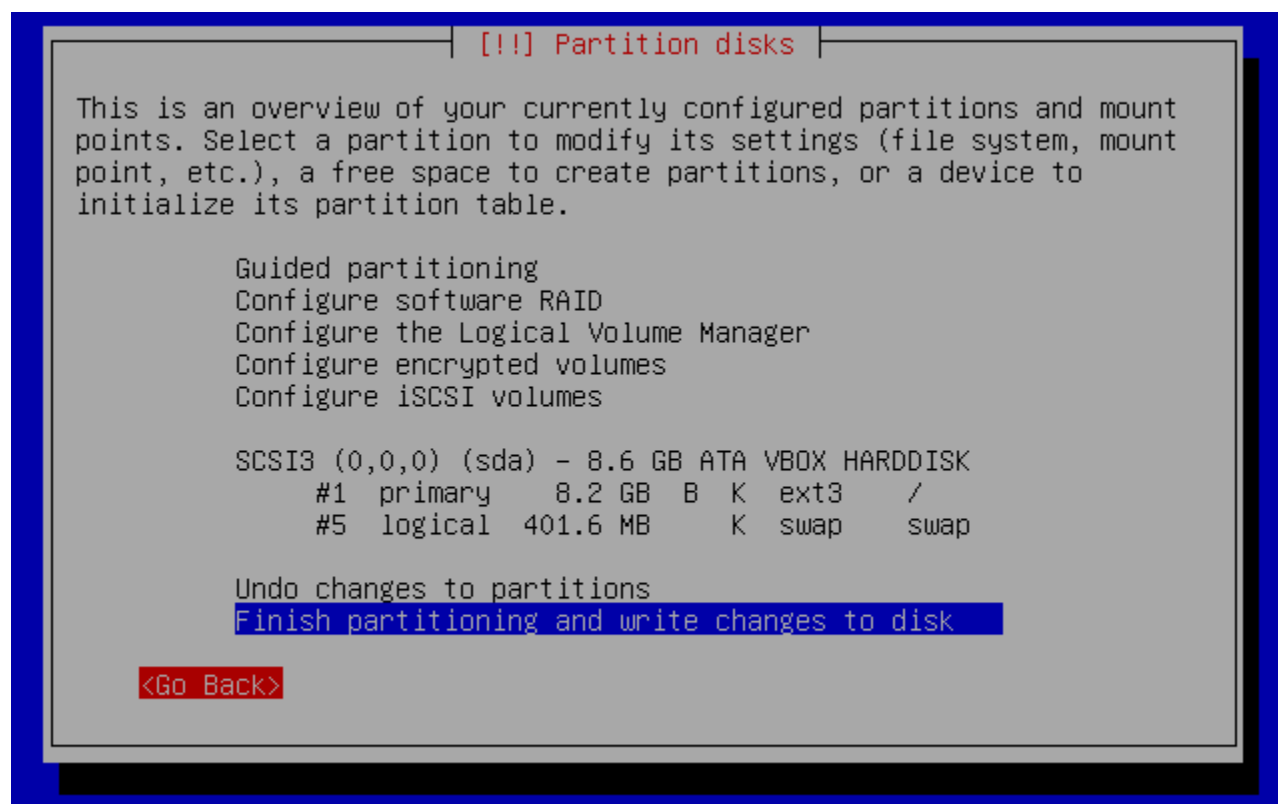 [!!] Partition disks
This is an overview of your currently configured partitions and mount
points. Select a partition to modify its settings (file system, mount
point, etc.), a free space to create partitions, or a device to
initialize its partition table.
Guided partitioning
Configure software RAID
Configure the Logical Volume Manager
Configure encrypted volumes
Configure iSCSI volumes
SCSI3 (0,0,0) (sda) – 8.6 GB ATA VBOX HARDDISK
#1 primary 8.2 GB B K ext3 /
#5 logical 401.6 MB K swap swap
Undo changes to partitions
Finish partitioning and write changes to disk
<Go Back>